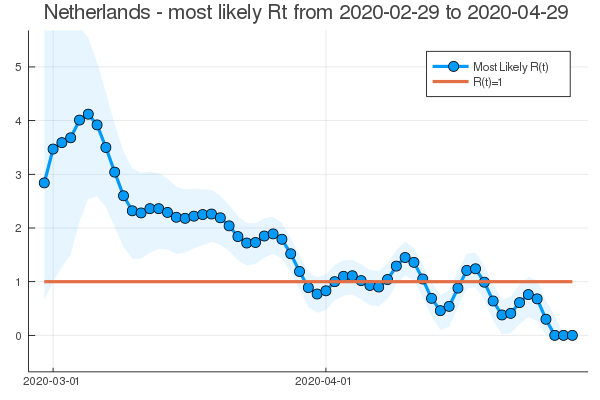 Netherlands - most likely Rt from 2020-02-29 to 2020-04-29
Most Likely R(t)
R(t)=1
5
4
3
2
1
0
2020-03-01
2020-04-01